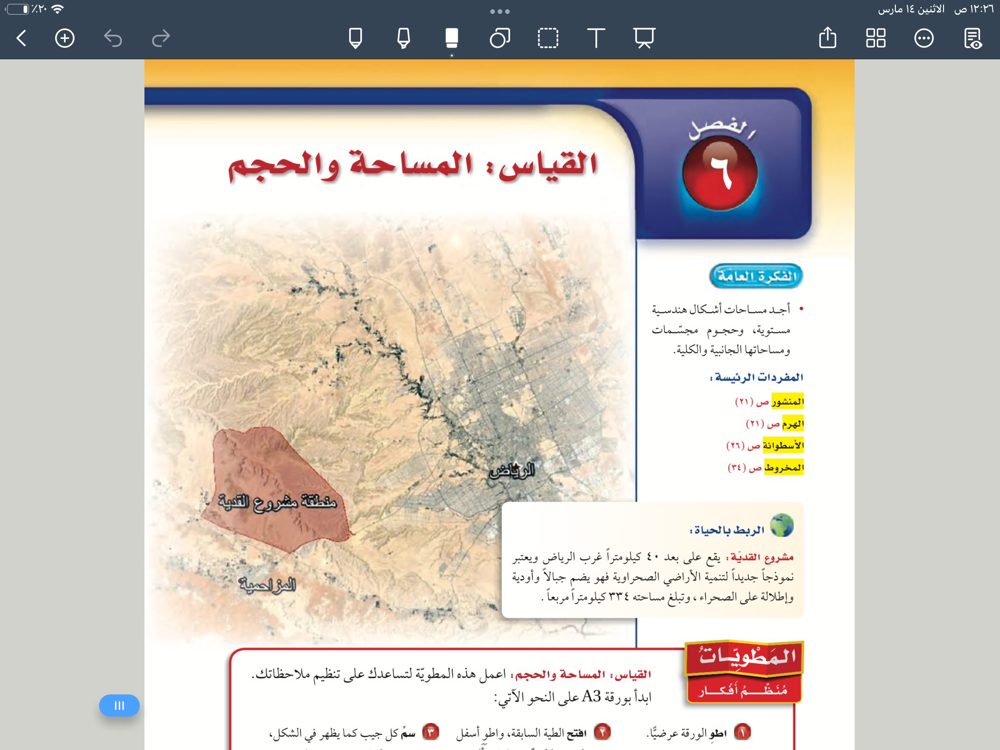 ١٢:٢٦ ص الاثنين ١٤ مارس
٪٢٠
الفصل
٦
القياس: المساحة والحجم
الفكرة العامة
• أجد مساحات أشكال هندسية
مستوية، وحجوم مجسّمات
ومساحاتها الجانبية والكلية.
المفردات الرئيسة:
المنشور ص (٢١)
الهرم ص (٢١)
الأسطوانة ص (٢٦)
المخروط ص (٣٤)
الرياض
منطقة مشروع القدية
المزاحمية
الربط بالحياة:
مشروع القديّة: يقع على بعد ٤٠ كيلومتراً غرب الرياض ويعتبر
نموذجاً جديداً لتنمية الأراضي الصحراوية فهو يضم جبالاً وأودية
وإطلالة على الصحراء ، وتبلغ مساحته ٣٣٤ كيلومتراً مربعاً .
المَطْوِيّاتُ
مُنَظِّمُ أَفْكار
القياس: المساحة والحجم: اعمل هذه المطويّة لتساعدك على تنظيم ملاحظاتك.
ابدأ بورقة A3 على النحو الآتي:
١ اطوِ الورقة عرضيًّا.
٢ افتح الطية السابقة، واطوِ أسفل
٣ سمِّ كل جيب كما يظهر في الشكل،